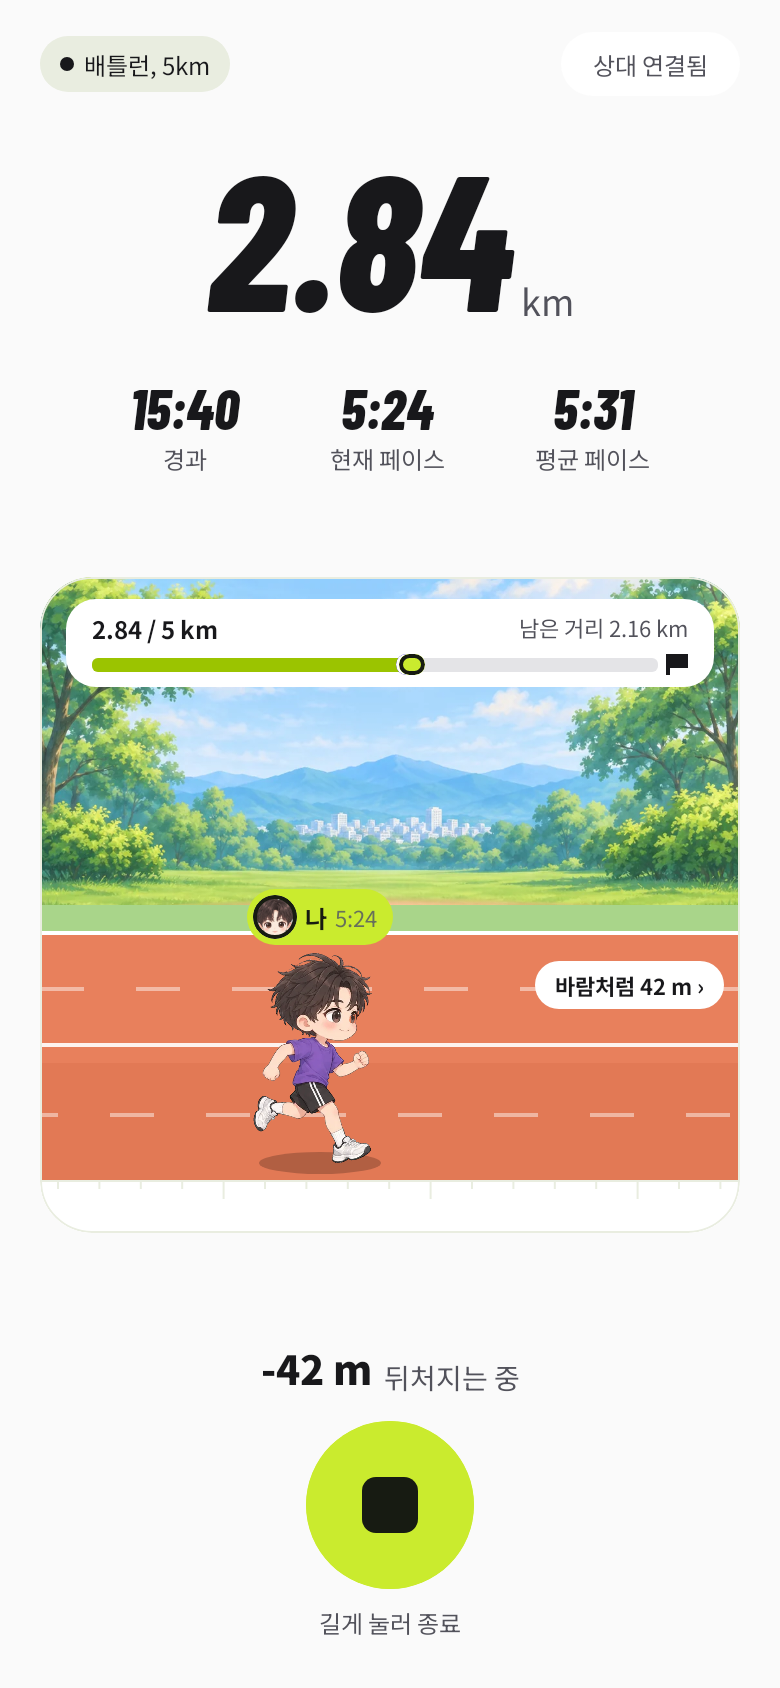 배틀런, 5km
상대 연결됨
2.84 km
15:40 5:24 5:31
경과 현재 페이스 평균 페이스
2.84 / 5 km 남은 거리 2.16 km
나 5:24
바람처럼 42 m ›
-42 m 뒤처지는 중
길게 눌러 종료